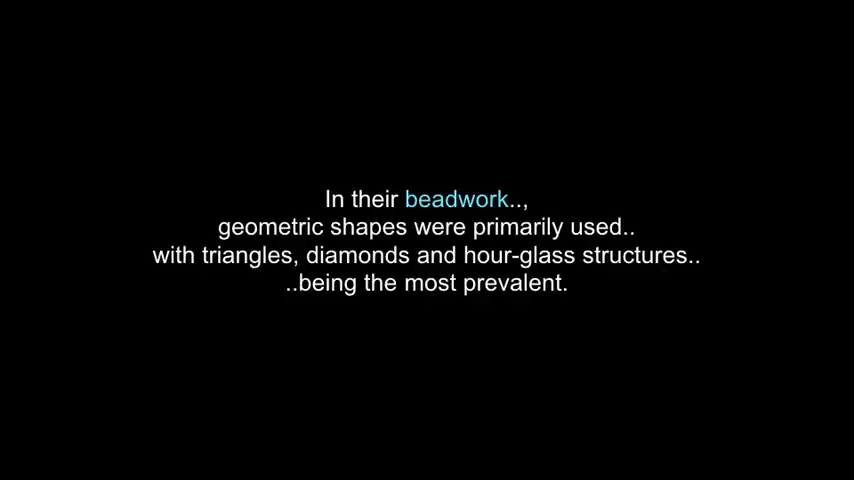 In their beadwork..,
geometric shapes were primarily used..
with triangles, diamonds and hour-glass structures..
..being the most prevalent.